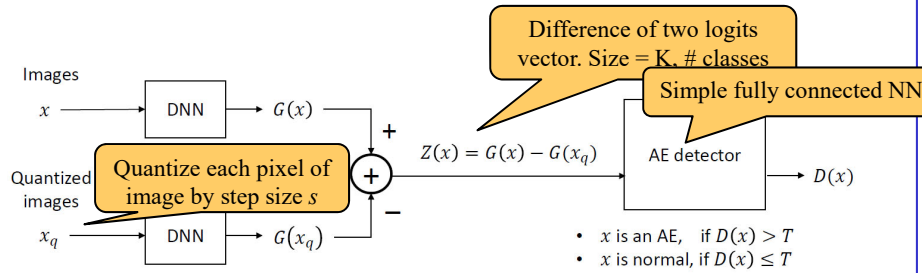 Difference of two logits
vector. Size = K, # classes
Simple fully connected NN
Images
x
DNN
G(x)
+
Z(x) = G(x) − G(x_q)
AE detector
D(x)
Quantize each pixel of
image by step size s
+
−
Quantized
images
x_q
DNN
G(x_q)
• x is an AE, if D(x) > T
• x is normal, if D(x) ≤ T